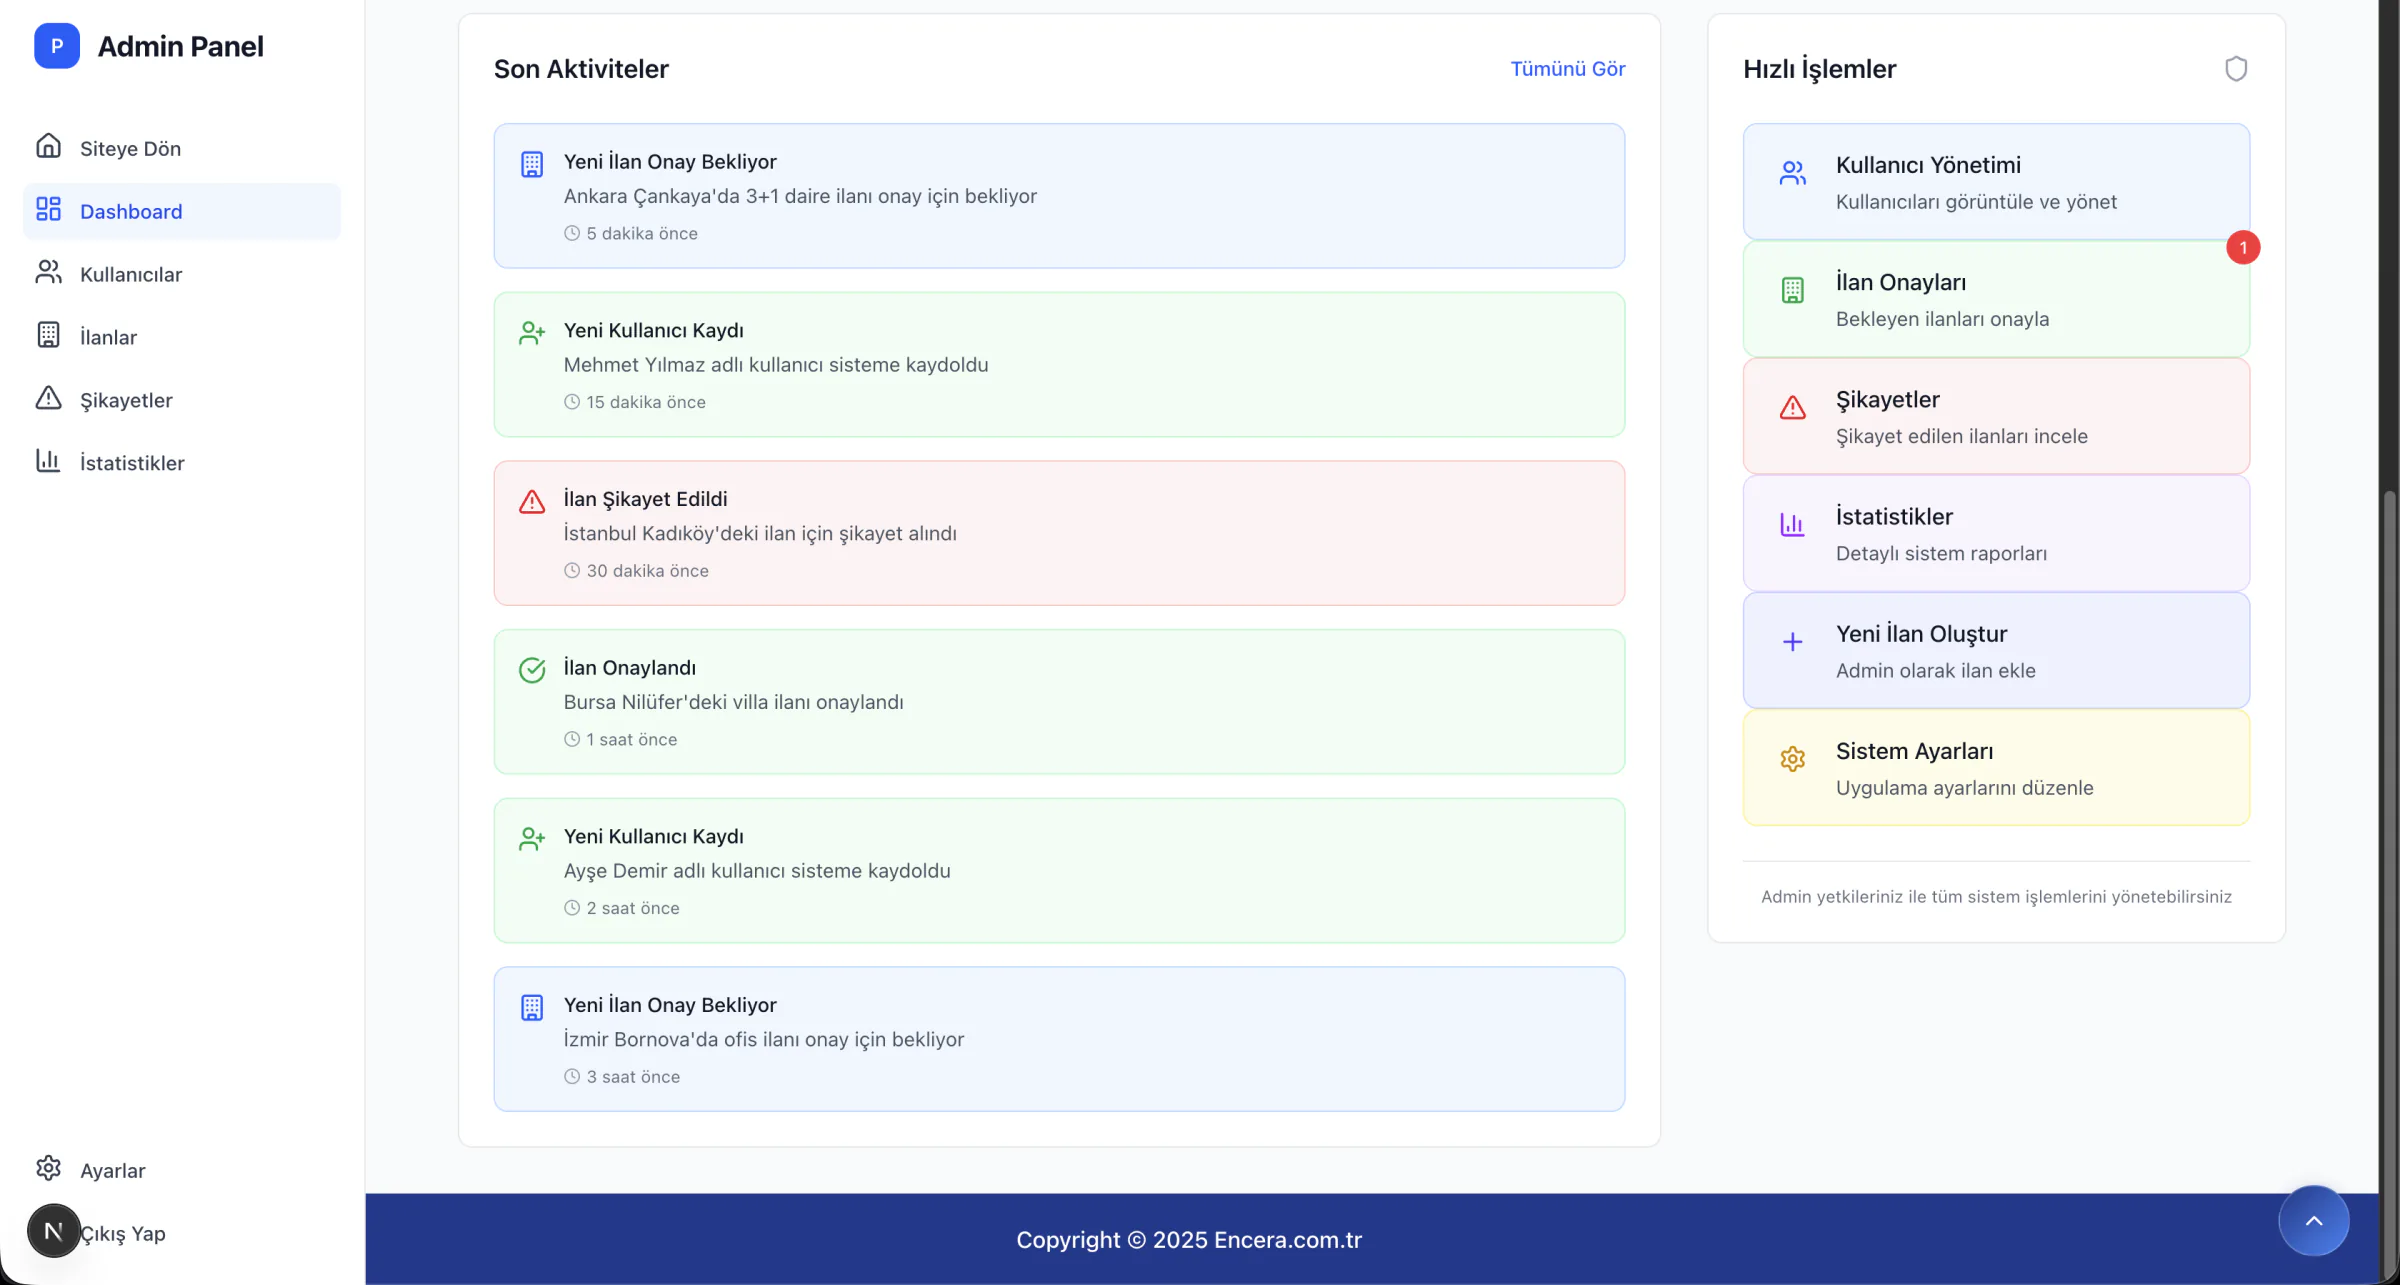 P
Admin Panel
Siteye Dön
Dashboard
Kullanıcılar
İlanlar
Şikayetler
İstatistikler
Ayarlar
N
Çıkış Yap
Son Aktiviteler
Tümünü Gör
Yeni İlan Onay Bekliyor
Ankara Çankaya'da 3+1 daire ilanı onay için bekliyor
5 dakika önce
Yeni Kullanıcı Kaydı
Mehmet Yılmaz adlı kullanıcı sisteme kaydoldu
15 dakika önce
İlan Şikayet Edildi
İstanbul Kadıköy'deki ilan için şikayet alındı
30 dakika önce
İlan Onaylandı
Bursa Nilüfer'deki villa ilanı onaylandı
1 saat önce
Yeni Kullanıcı Kaydı
Ayşe Demir adlı kullanıcı sisteme kaydoldu
2 saat önce
Yeni İlan Onay Bekliyor
İzmir Bornova'da ofis ilanı onay için bekliyor
3 saat önce
Hızlı İşlemler
Kullanıcı Yönetimi
Kullanıcıları görüntüle ve yönet
1
İlan Onayları
Bekleyen ilanları onayla
Şikayetler
Şikayet edilen ilanları incele
İstatistikler
Detaylı sistem raporları
Yeni İlan Oluştur
Admin olarak ilan ekle
Sistem Ayarları
Uygulama ayarlarını düzenle
Admin yetkileriniz ile tüm sistem işlemlerini yönetebilirsiniz
Copyright © 2025 Encera.com.tr